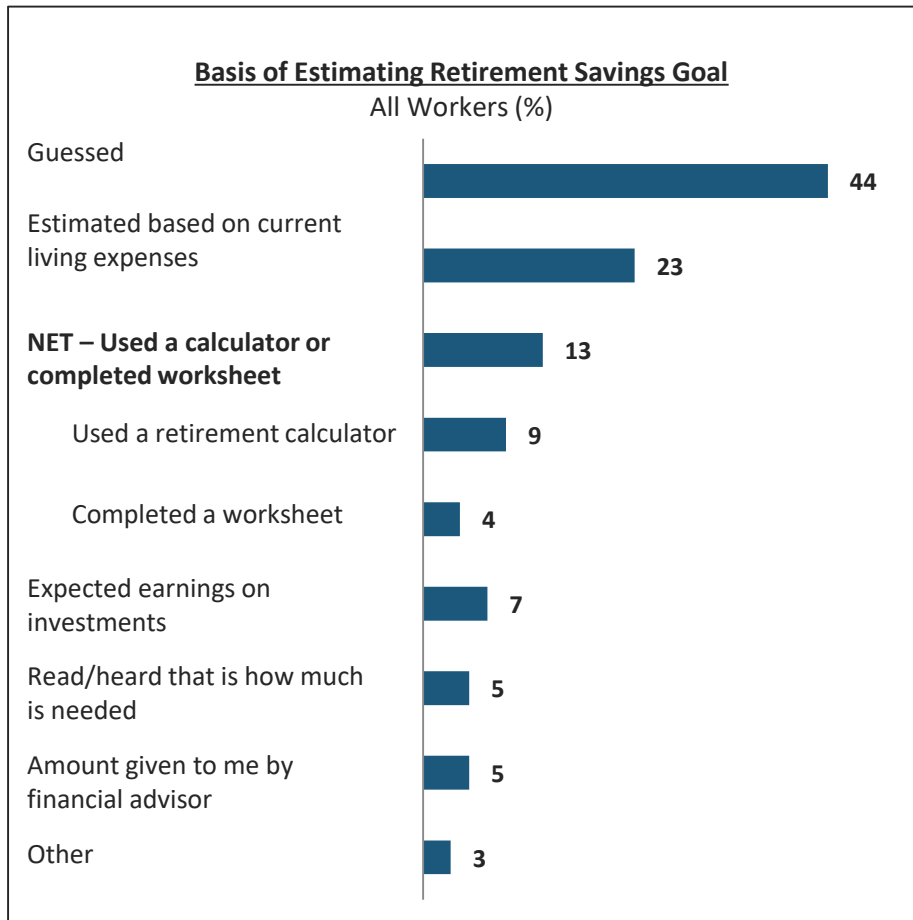 Basis of Estimating Retirement Savings Goal
All Workers (%)
Guessed
44
Estimated based on current
living expenses
23
NET – Used a calculator or
completed worksheet
13
Used a retirement calculator
9
Completed a worksheet
4
Expected earnings on
investments
7
Read/heard that is how much
is needed
5
Amount given to me by
financial advisor
5
Other
3